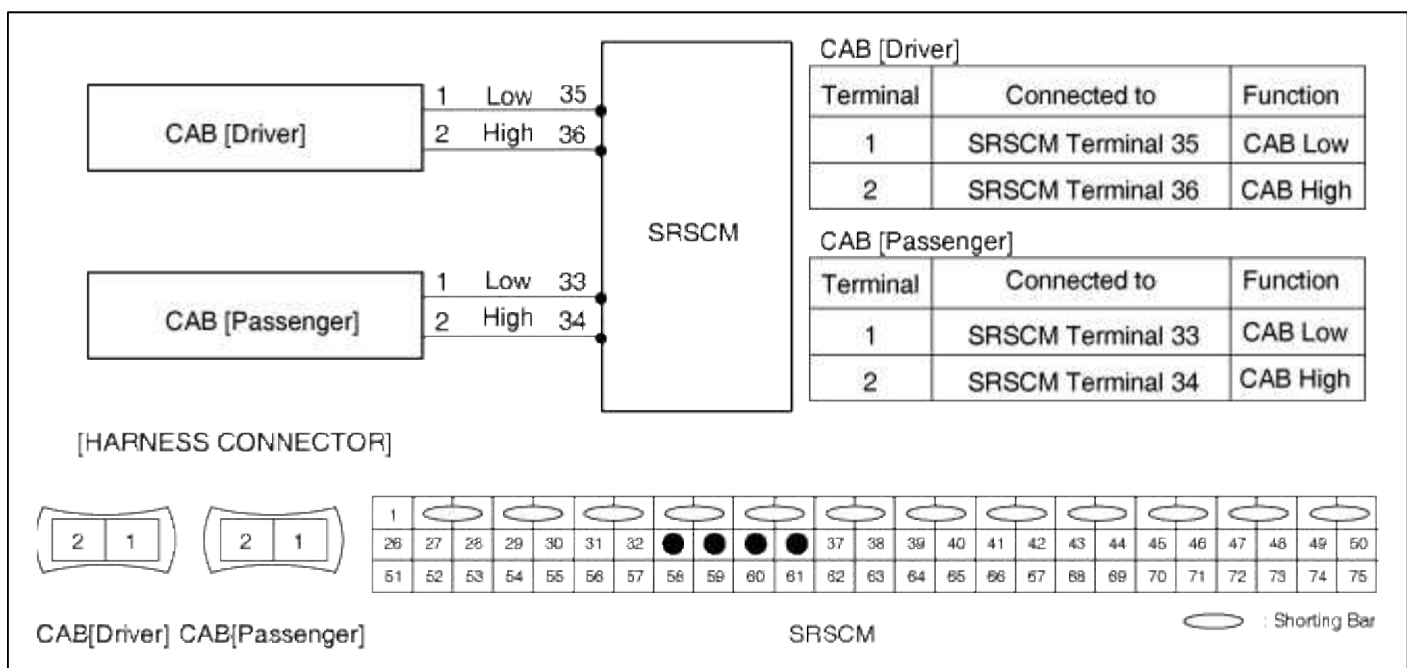 CAB [Driver]
1 Low 35
2 High 36
CAB [Passenger]
1 Low 33
2 High 34
SRSCM
CAB [Driver]
Terminal Connected to Function
1 SRSCM Terminal 35 CAB Low
2 SRSCM Terminal 36 CAB High
CAB [Passenger]
Terminal Connected to Function
1 SRSCM Terminal 33 CAB Low
2 SRSCM Terminal 34 CAB High
[HARNESS CONNECTOR]
2 1
2 1
1
26 27 28 29 30 31 32 37 38 39 40 41 42 43 44 45 46 47 48 49 50
51 52 53 54 55 56 57 58 59 60 61 62 63 64 65 66 67 68 69 70 71 72 73 74 75
CAB[Driver] CAB[Passenger]
SRSCM
: Shorting Bar